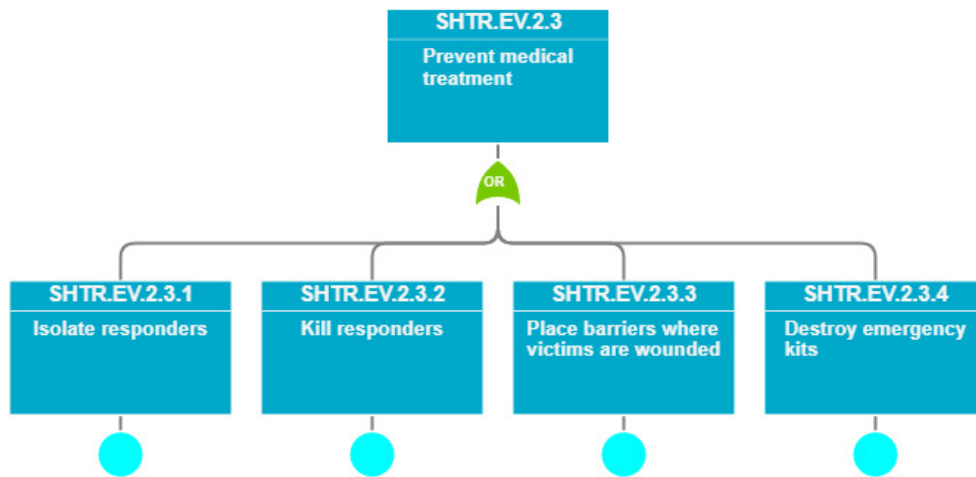 SHTR.EV.2.3
Prevent medical
treatment
OR
SHTR.EV.2.3.1
Isolate responders
SHTR.EV.2.3.2
Kill responders
SHTR.EV.2.3.3
Place barriers where
victims are wounded
SHTR.EV.2.3.4
Destroy emergency
kits